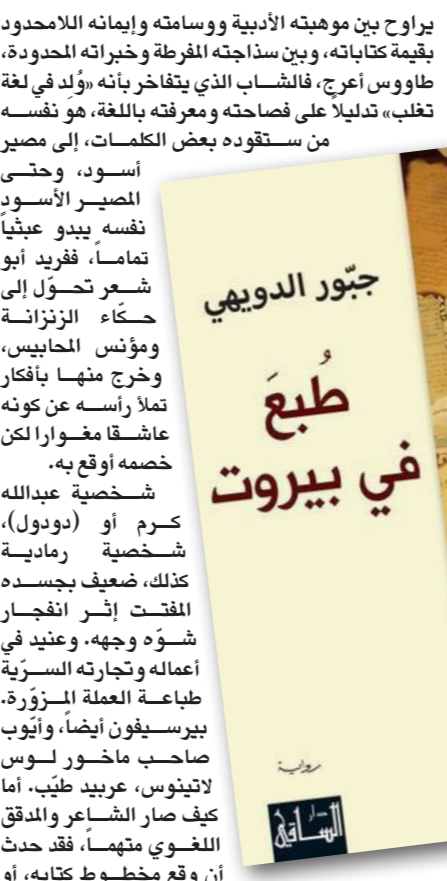 يراوح بين موهبته الأدبية ووسامته وإيمانه اللامحدود
بقيمة كتاباته، وبين سذاجته المفرطة وخبراته المحدودة،
طاووس أعرج، فالشاب الذي يتفاخر بأنه «وُلِد في لغة
تغلب» تدليلاً على فصاحته ومعرفته باللغة، هو نفسه
من ستقوده بعض الكلمات، إلى مصير
أسود، وحتى
المصير الأسود
نفسه يبدو عبثياً
تماماً، ففريد أبو
شعر تحوّل إلى
حكّاء الزنزانة
ومؤنس المحابيس،
وخرج منها بأفكار
تملأ رأسه عن كونه
عاشقا مغوارا لكن
خصمه أوقع به.
شخصية عبدالله
كرم أو (دودول)،
شخصية رمادية
كذلك، ضعيف بجسده
المفتت إثر انفجار
شوّه وجهه. وعنيد في
أعماله وتجارته السرّية
طباعة العملة المزوّرة.
بيرسيفون أيضاً، وأيّوب
صاحب ماخور لوس
لاتينوس، عربيد طيّب. أما
كيف صار الشاعر والمدقق
اللغوي متهماً، فقد حدث
أن وقع مخطوط كتابه، أو
جبّور الدويهي
طُبعَ
في بيروت
رواية
دار
الساقي